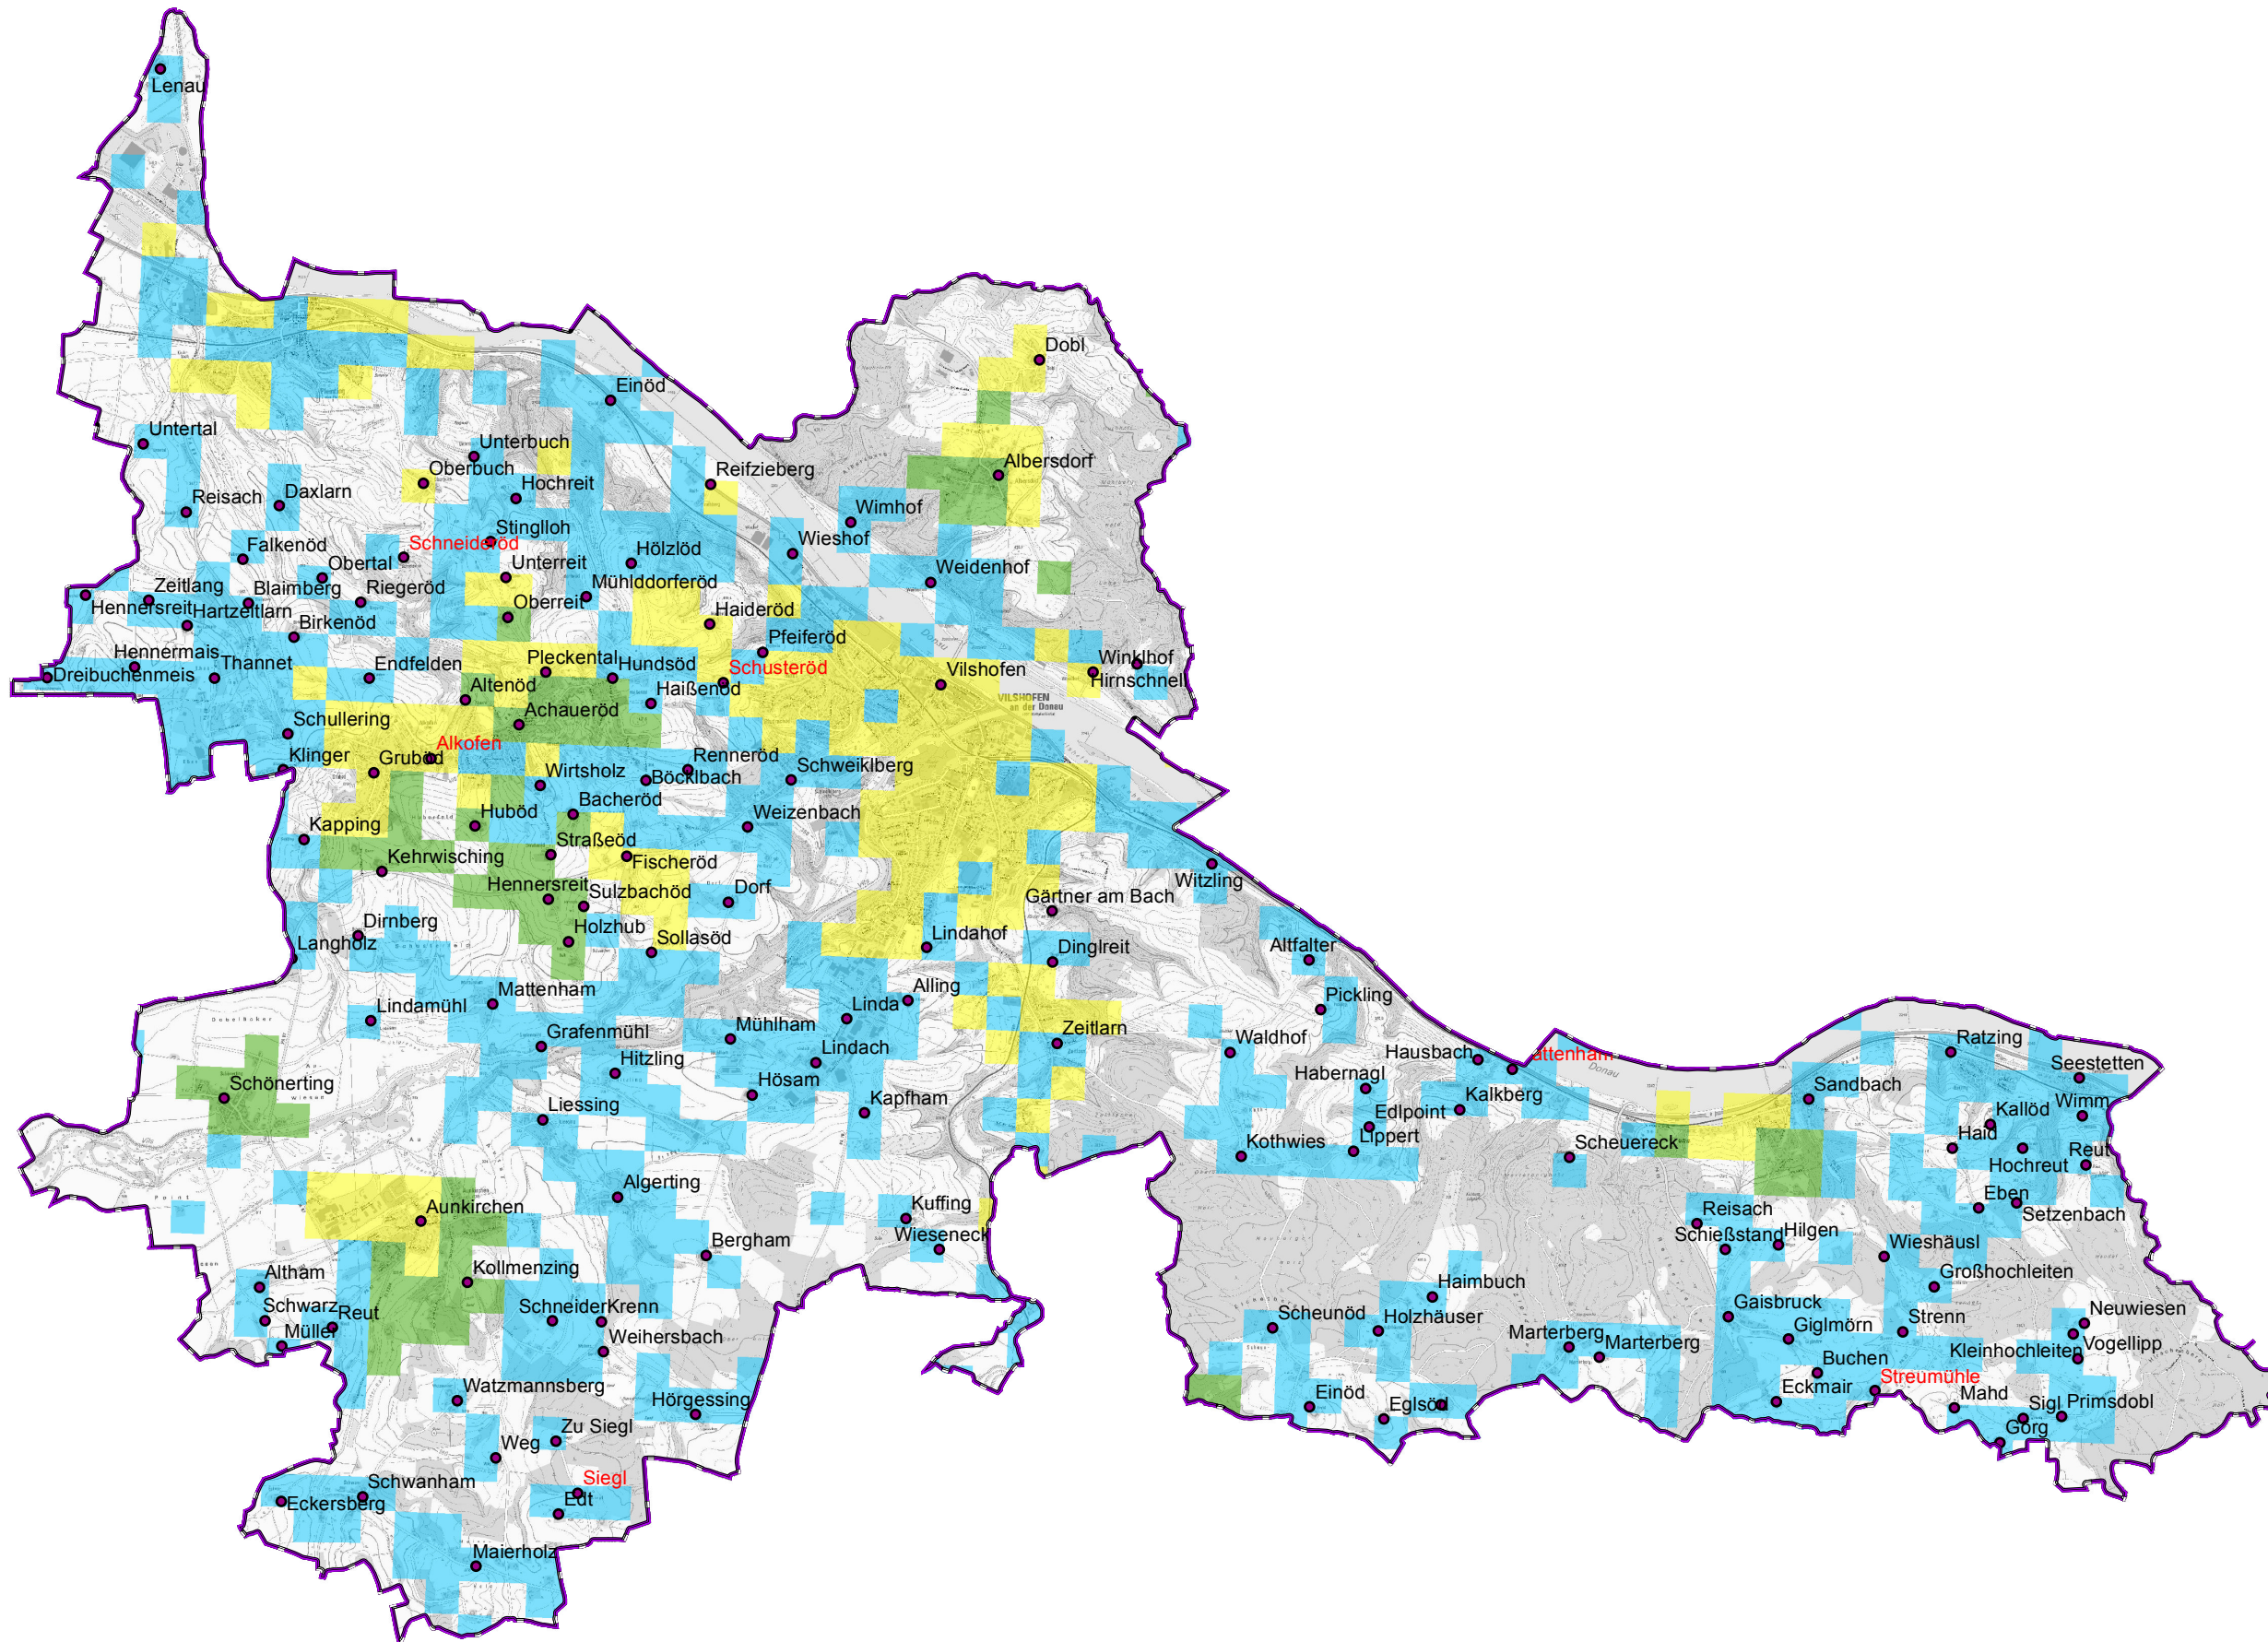 Lenau
Dobl
Einöd
Untertal
Unterbuch
Oberbuch
Reifzieberg
Albersdorf
Reisach
Daxlarn
Hochreit
Wimhof
Stinglloh
Schneideröd
Wieshof
Falkenöd
Obertal
Unterreit
Hölzlöd
Weidenhof
Zeitlang
Blaimberg
Riegeröd
Mühlddorferöd
Hennersreit
Hartzeitlarn
Oberreit
Haideröd
Birkenöd
Pfeiferöd
Hennermais
Thannet
Endfelden
Pleckental
Hundsöd
Schusteröd
Winklhof
Dreibuchenmeis
Altenöd
Haißenöd
Vilshofen
Hirnschnell
VILSHOFEN
an der Donau
Donau
Schullering
Achaueröd
Alkofen
Klinger
Gruböd
Wirtsholz
Renneröd
Böcklbach
Schweiklberg
Huböd
Bacheröd
Weizenbach
Kapping
Kehrwisching
Straßeöd
Fischeröd
Witzling
Hennersreit
Sulzbachöd
Dorf
Gärtner am Bach
Dirnberg
Langholz
Holzhub
Sollasöd
Lindahof
Dinglreit
Altfalter
Mattenham
Alling
Pickling
Lindamühl
Linda
Grafenmühl
Mühlham
Zeitlarn
Waldhof
Hausbach
attenham
Donau
Ratzing
Hitzling
Lindach
Seestetten
Schönerting
Hösam
Habernagl
Sandbach
Liessing
Kapfham
Edlpoint
Kalkberg
Kallöd
Wimm
Kothwies
Lippert
Scheuereck
Haid
Hochreut
Reut
Algerting
Aunkirchen
Kuffing
Reisach
Eben
Setzenbach
Bergham
Wieseneck
Schießstand
Hilgen
Wieshäusl
Altham
Kollmenzing
Haimbuch
Großhochleiten
Schwarz
Reut
Schneider
Krenn
Scheunöd
Holzhäuser
Gaisbruck
Strenn
Neuwiesen
Müller
Weihersbach
Marterberg
Marterberg
Giglmörn
Kleinhochleiten
Vogellipp
Watzmannsberg
Buchen
Streumühle
Hörgessing
Einöd
Eglsöd
Eckmair
Mahd
Sigl
Primsdobl
Zu Siegl
Görg
Weg
Schwanham
Siegl
Eckersberg
Edt
Maierholz